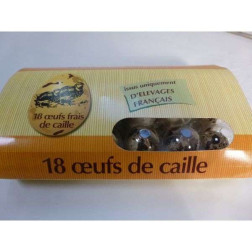 18 œufs frais
de caille
issus uniquement
D'ÉLEVAGES
FRANÇAIS
18 œufs de caille